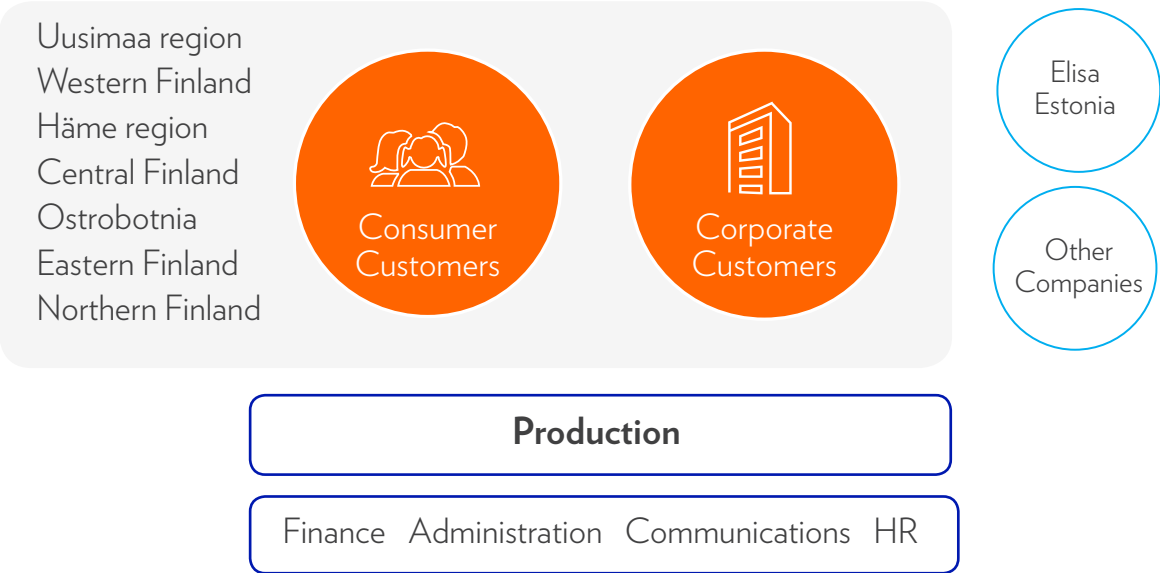 Uusimaa region
Western Finland
Häme region
Central Finland
Ostrobotnia
Eastern Finland
Northern Finland
Consumer
Customers
Corporate
Customers
Elisa
Estonia
Other
Companies
Production
Finance Administration Communications HR